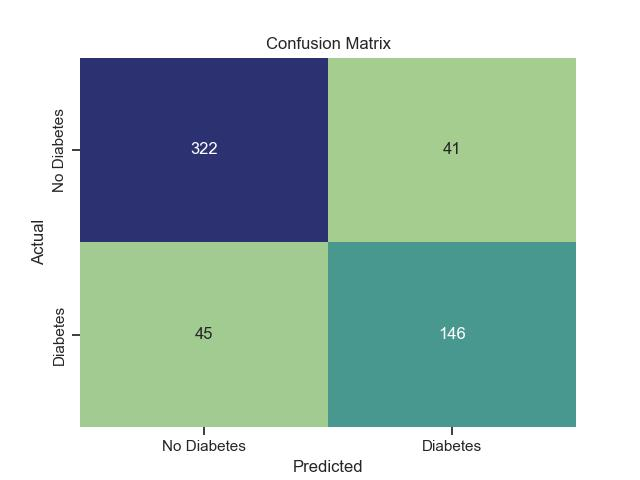 Confusion Matrix
No Diabetes
322
41
Actual
Diabetes
45
146
No Diabetes
Diabetes
Predicted